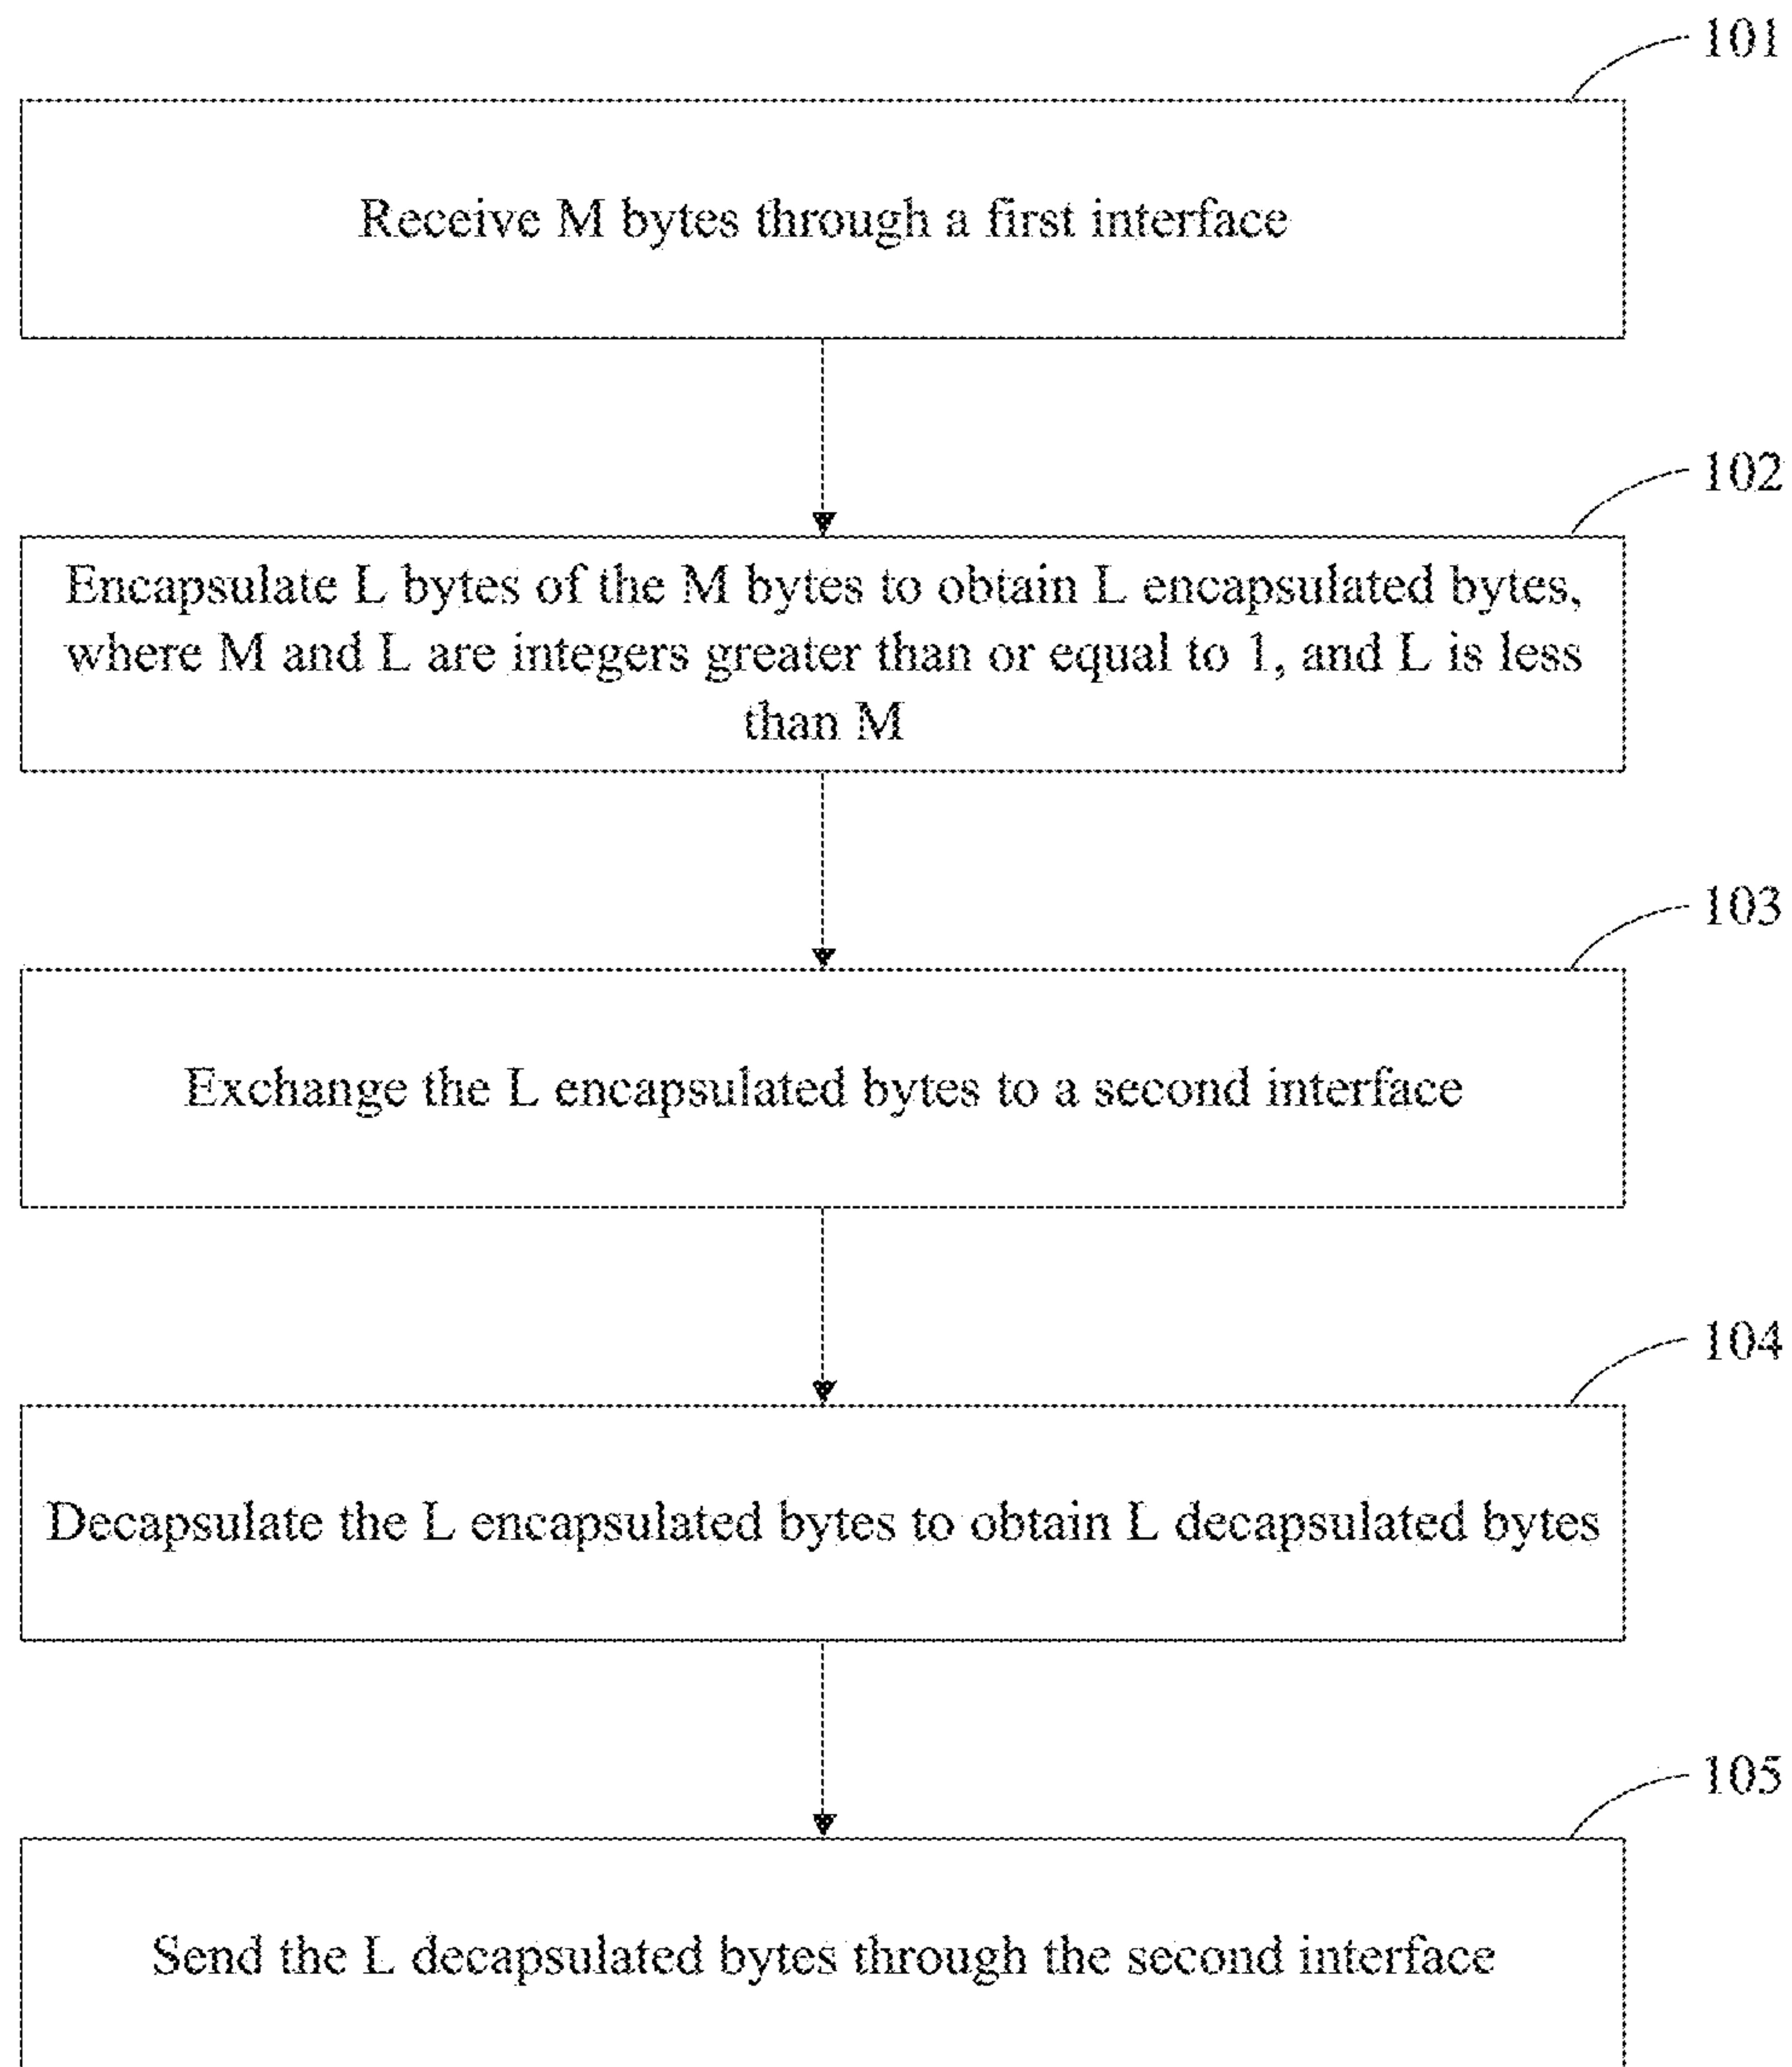 101
Receive M bytes through a first interface
102
Encapsulate L bytes of the M bytes to obtain L encapsulated bytes,
where M and L are integers greater than or equal to 1, and L is less
than M
103
Exchange the L encapsulated bytes to a second interface
104
Decapsulate the L encapsulated bytes to obtain L decapsulated bytes
105
Send the L decapsulated bytes through the second interface